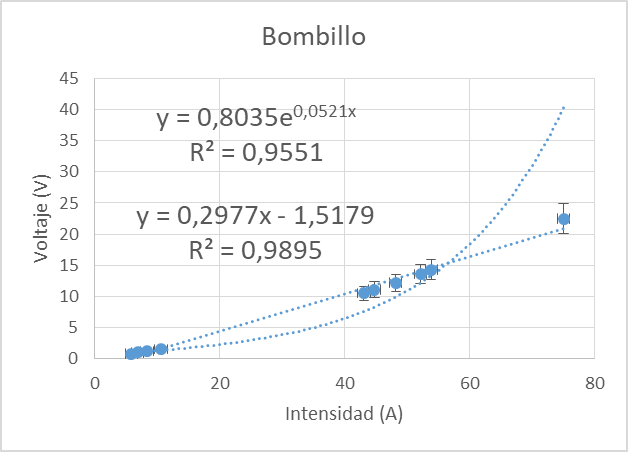 Bombillo
45
40
35
30
25
20
15
10
5
0
Voltaje (V)
y = 0,8035e^0,0521x
R² = 0,9551
y = 0,2977x - 1,5179
R² = 0,9895
0 20 40 60 80
Intensidad (A)